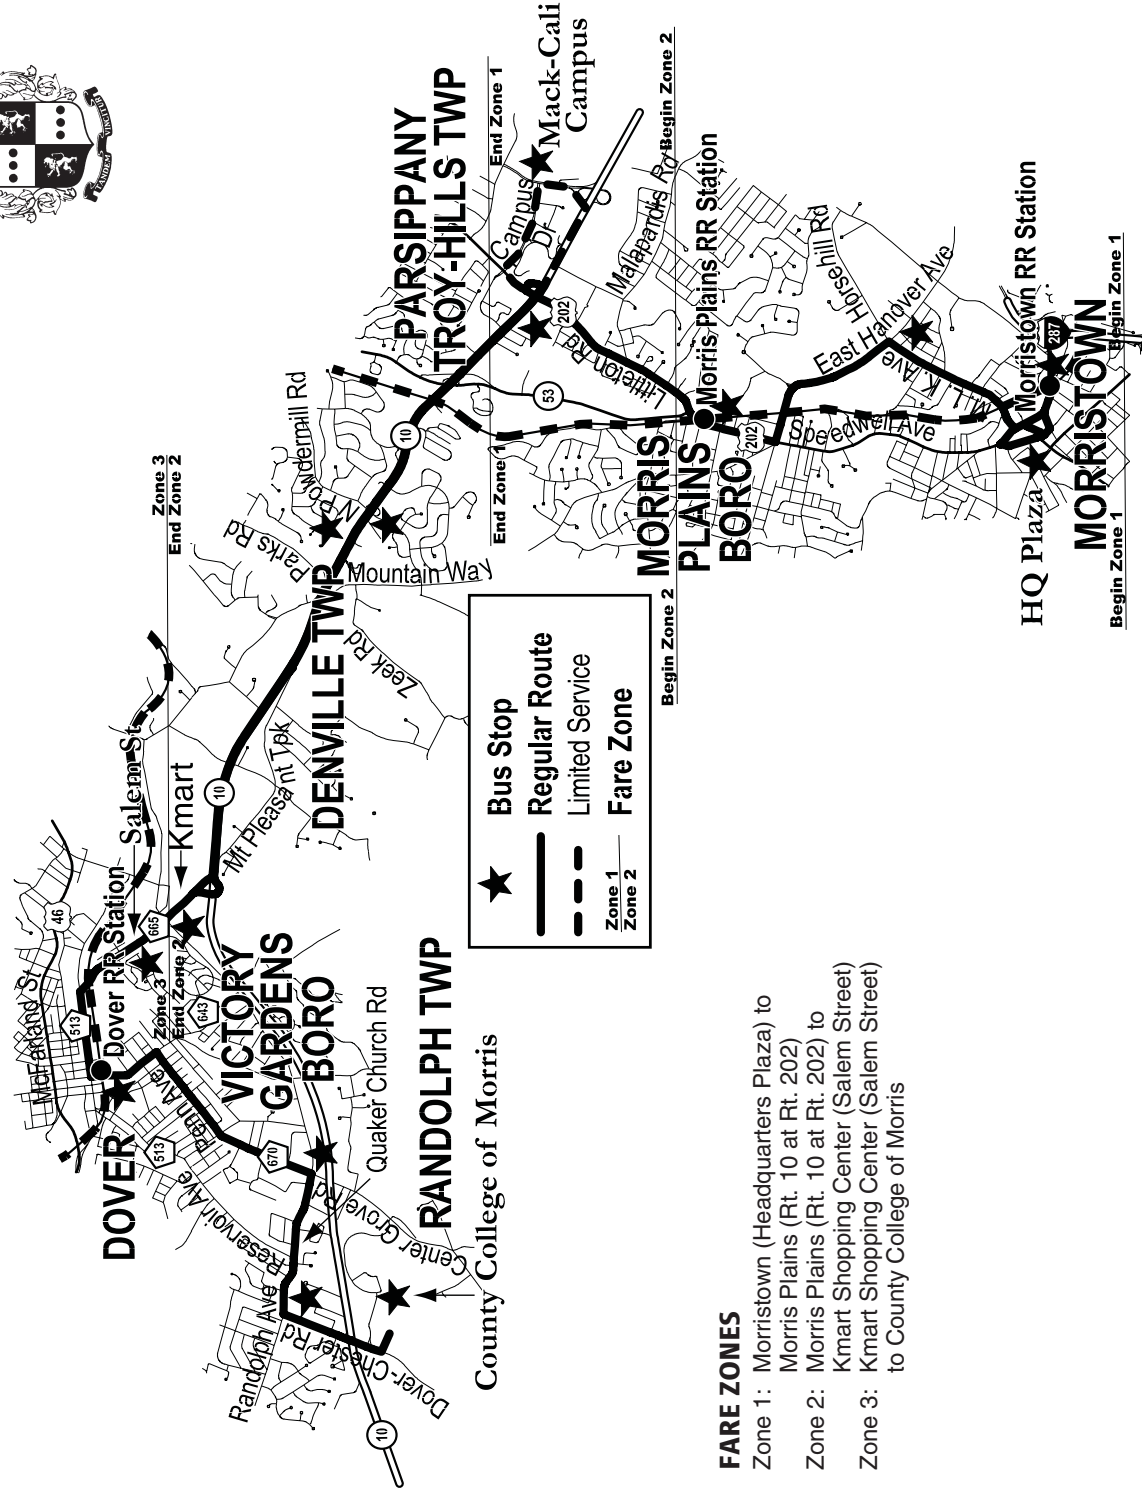 TANDEM
VINCITUR
Mack-Cali
Campus
PARSIPPANY
TROY-HILLS TWP
End Zone 1
Begin Zone 2
Campus
Dr
Malapardis Rd
Morris Plains RR Station
Horsehill Rd
East Hanover Ave
M. L. K. Ave
Morristown RR Station
287
Begin Zone 1
MORRISTOWN
HQ Plaza
Begin Zone 1
Speedwell Ave
202
202
Littleton Rd
53
MORRIS
PLAINS
BORO
End Zone 1
Begin Zone 2
10
N Powdermill Rd
Parks Rd
Mountain Way
Zone 3
End Zone 2
DENVILLE TWP
Zeek Rd
Mt Pleasant Tpk
10
Salem St
Kmart
46
665
Dover RR Station
Zone 3
End Zone 2
McFarland St
513
643
VICTORY
GARDENS
BORO
DOVER
Penn Ave
513
670
Quaker Church Rd
RANDOLPH TWP
Reservoir Ave
Center Grove Rd
County College of Morris
Randolph Ave
Dover-Chester Rd
10
Bus Stop
Regular Route
Limited Service
Zone 1
Zone 2
Fare Zone
FARE ZONES
Zone 1: Morristown (Headquarters Plaza) to
Morris Plains (Rt. 10 at Rt. 202)
Zone 2: Morris Plains (Rt. 10 at Rt. 202) to
Kmart Shopping Center (Salem Street)
Zone 3: Kmart Shopping Center (Salem Street)
to County College of Morris